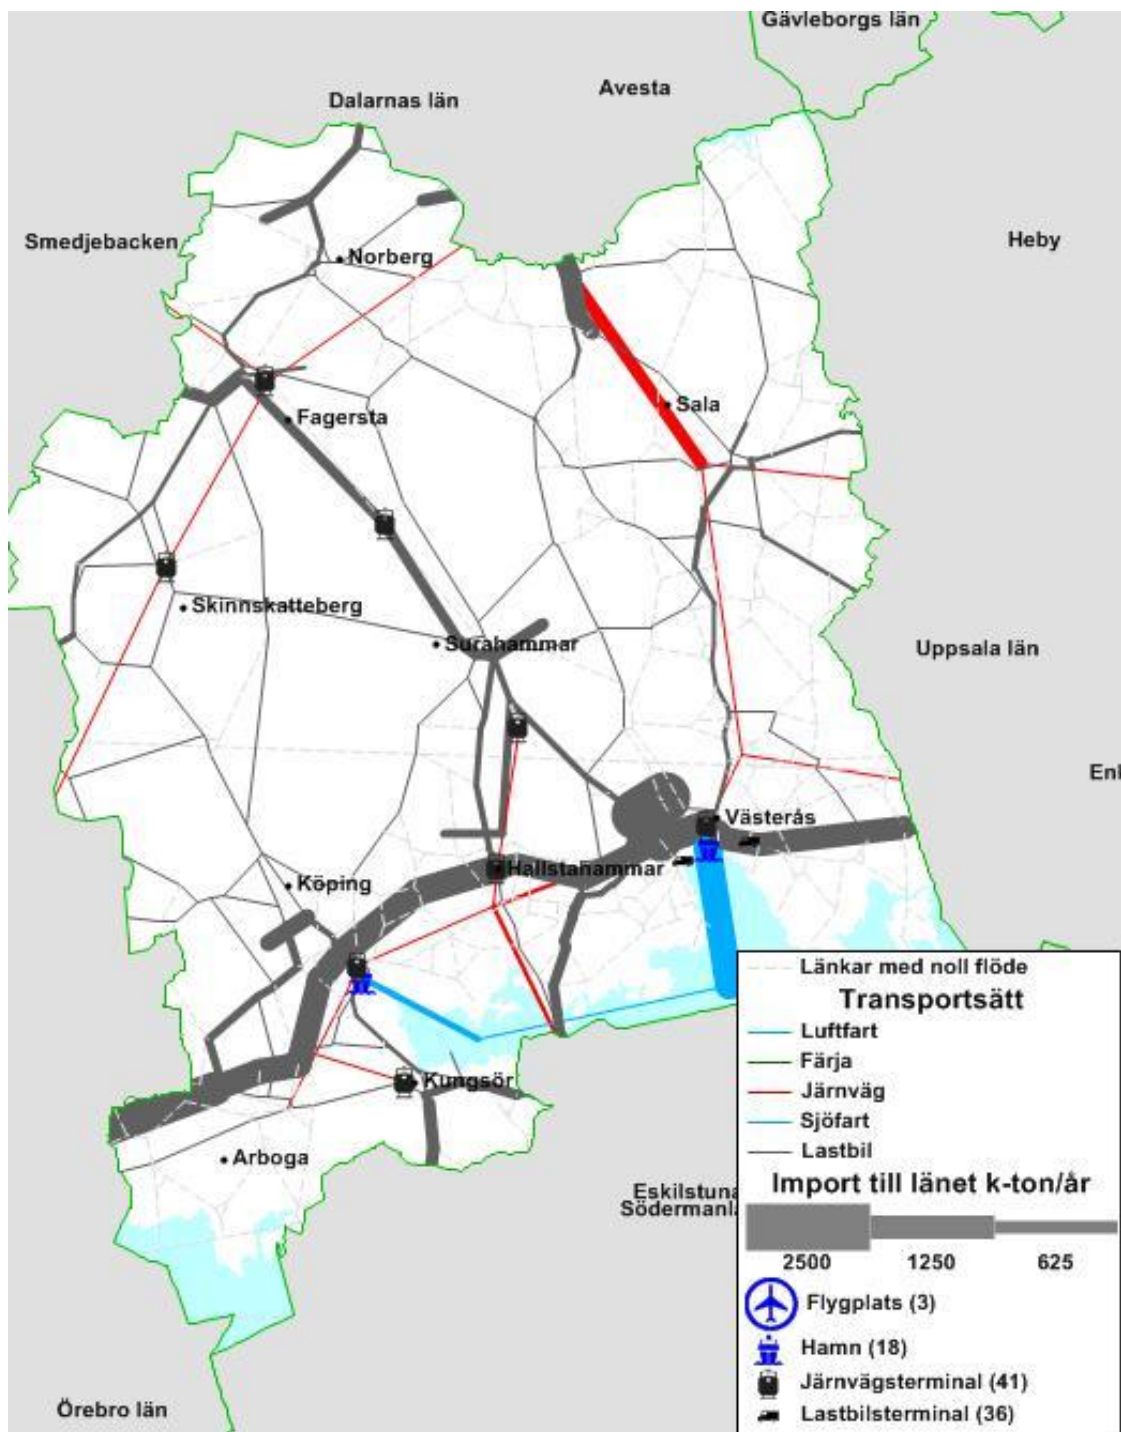 Gävleborgs län
Avesta
Dalarnas län
Smedjebacken
Heby
Norberg
Sala
Fagersta
Skinnskatteberg
Surahammar
Uppsala län
Enl
Västerås
Hallstahammar
Köping
Kungsör
Arboga
Eskilstuna
Södermanla
Örebro län
Länkar med noll flöde
Transportsätt
Luftfart
Färja
Järnväg
Sjöfart
Lastbil
Import till länet k-ton/år
2500 1250 625
Flygplats (3)
Hamn (18)
Järnvägsterminal (41)
Lastbilsterminal (36)